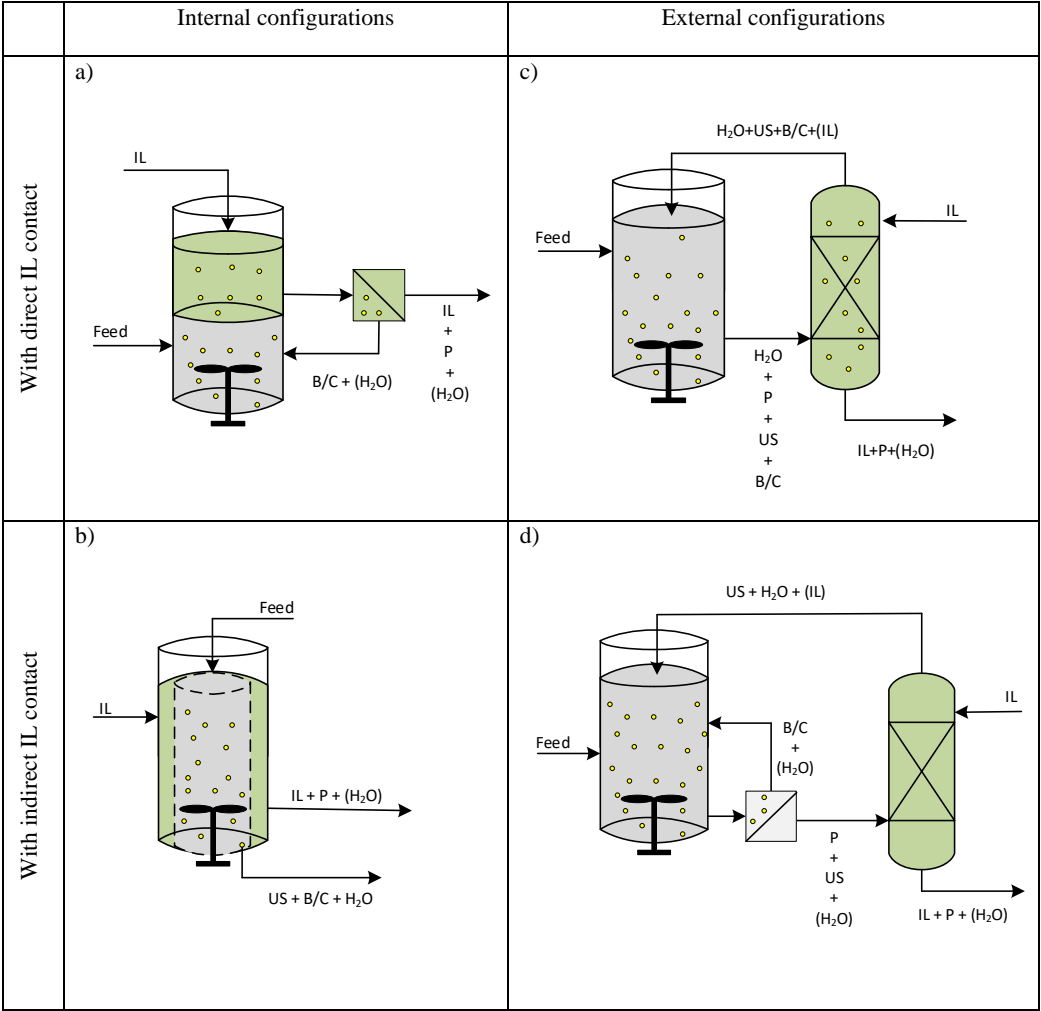 Internal configurations
External configurations
With direct IL contact
a)
IL
Feed
B/C + (H₂O)
IL
+
P
+
(H₂O)
c)
H₂O+US+B/C+(IL)
IL
Feed
H₂O
+
P
+
US
+
B/C
IL+P+(H₂O)
With indirect IL contact
b)
Feed
IL
IL + P + (H₂O)
US + B/C + H₂O
d)
US + H₂O + (IL)
IL
Feed
B/C
+
(H₂O)
P
+
US
+
(H₂O)
IL + P + (H₂O)